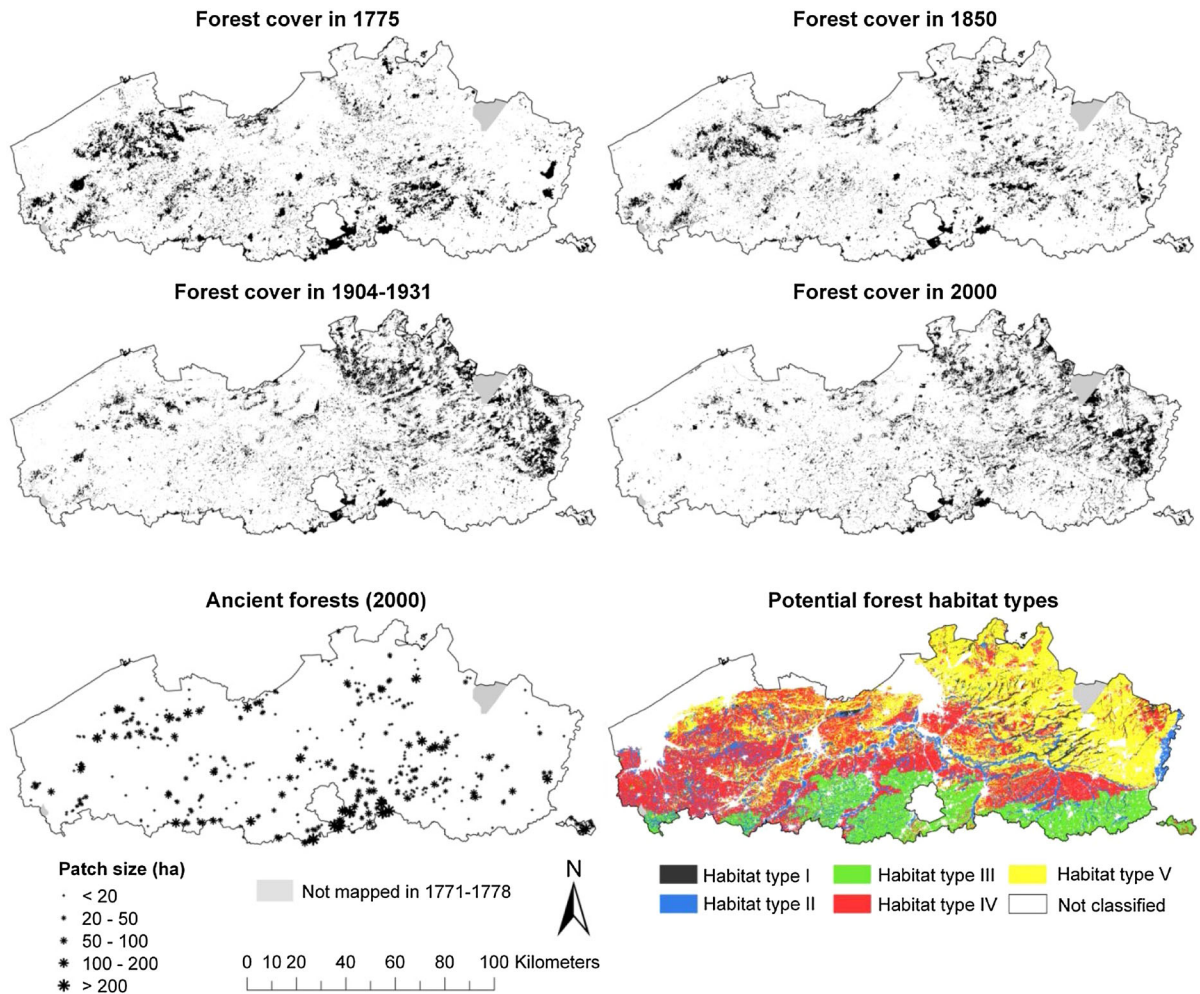 Forest cover in 1775
Forest cover in 1850
Forest cover in 1904-1931
Forest cover in 2000
Ancient forests (2000)
Potential forest habitat types
Patch size (ha)
< 20
20 - 50
50 - 100
100 - 200
> 200
Not mapped in 1771-1778
N
0 10 20 40 60 80 100 Kilometers
Habitat type I
Habitat type II
Habitat type III
Habitat type IV
Habitat type V
Not classified